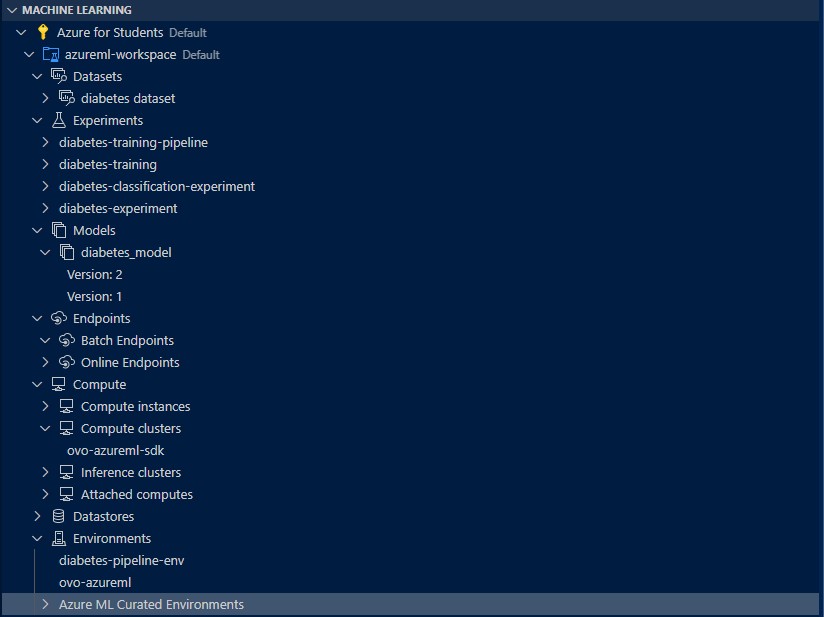 MACHINE LEARNING
Azure for Students Default
azureml-workspace Default
Datasets
diabetes dataset
Experiments
diabetes-training-pipeline
diabetes-training
diabetes-classification-experiment
diabetes-experiment
Models
diabetes_model
Version: 2
Version: 1
Endpoints
Batch Endpoints
Online Endpoints
Compute
Compute instances
Compute clusters
ovo-azureml-sdk
Inference clusters
Attached computes
Datastores
Environments
diabetes-pipeline-env
ovo-azureml
Azure ML Curated Environments